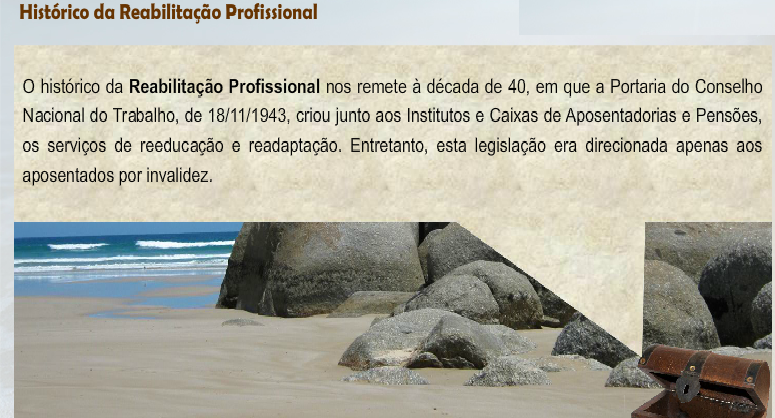 Histórico da Reabilitação Profissional
O histórico da Reabilitação Profissional nos remete à década de 40, em que a Portaria do Conselho
Nacional do Trabalho, de 18/11/1943, criou junto aos Institutos e Caixas de Aposentadorias e Pensões,
os serviços de reeducação e readaptação. Entretanto, esta legislação era direcionada apenas aos
aposentados por invalidez.